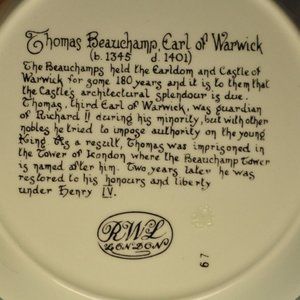 Thomas Beauchamp, Earl of Warwick
(b. 1345 d. 1401)
The Beauchamps held the Earldom and Castle of
Warwick for some 180 years and it is to them that
the Castle's architectural splendour is due.
Thomas, third Earl of Warwick, was guardian
of Richard II during his minority, but with other
nobles he tried to impose authority on the young
King. As a result, Thomas was imprisoned in
the Tower of London where the Beauchamp Tower
is named after him. Two years later he was
restored to his honours and liberty
under Henry IV.
RWL
LONDON
67